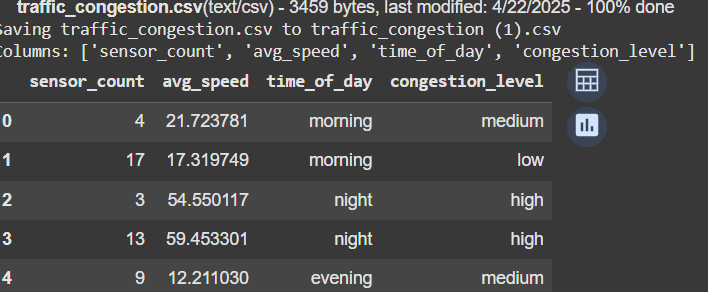 traffic_congestion.csv(text/csv) - 3459 bytes, last modified: 4/22/2025 - 100% done
Saving traffic_congestion.csv to traffic_congestion (1).csv
Columns: ['sensor_count', 'avg_speed', 'time_of_day', 'congestion_level']
sensor_count avg_speed time_of_day congestion_level
0 4 21.723781 morning medium
1 17 17.319749 morning low
2 3 54.550117 night high
3 13 59.453301 night high
4 9 12.211030 evening medium